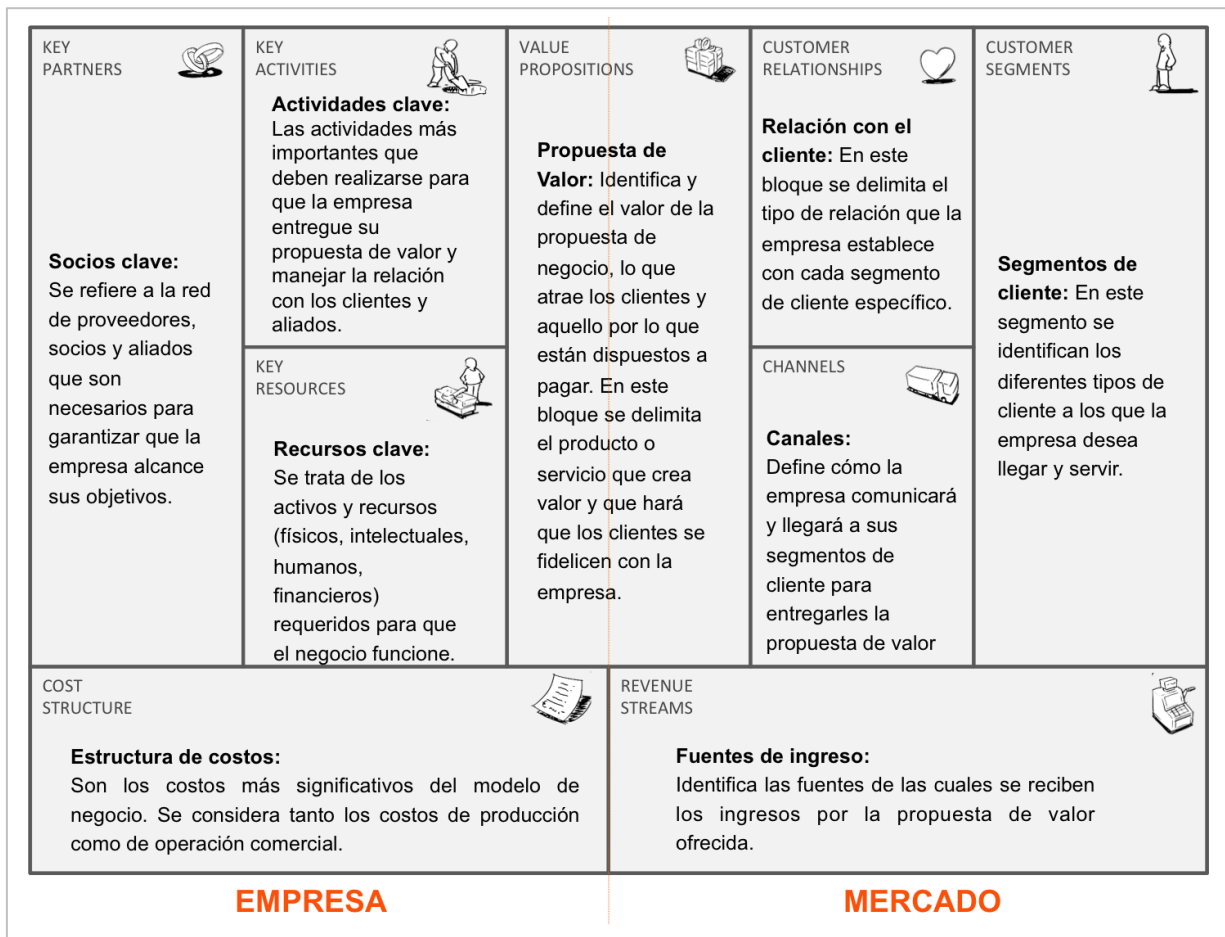 KEY
PARTNERS
Socios clave:
Se refiere a la red
de proveedores,
socios y aliados
que son
necesarios para
garantizar que la
empresa alcance
sus objetivos.
KEY
ACTIVITIES
Actividades clave:
Las actividades más
importantes que
deben realizarse para
que la empresa
entregue su
propuesta de valor y
manejar la relación
con los clientes y
aliados.
KEY
RESOURCES
Recursos clave:
Se trata de los
activos y recursos
(físicos, intelectuales,
humanos,
financieros)
requeridos para que
el negocio funcione.
VALUE
PROPOSITIONS
Propuesta de
Valor: Identifica y
define el valor de la
propuesta de
negocio, lo que
atrae los clientes y
aquello por lo que
están dispuestos a
pagar. En este
bloque se delimita
el producto o
servicio que crea
valor y que hará
que los clientes se
fidelicen con la
empresa.
CUSTOMER
RELATIONSHIPS
Relación con el
cliente: En este
bloque se delimita el
tipo de relación que la
empresa establece
con cada segmento
de cliente específico.
CHANNELS
Canales:
Define cómo la
empresa comunicará
y llegará a sus
segmentos de
cliente para
entregarles la
propuesta de valor
CUSTOMER
SEGMENTS
Segmentos de
cliente: En este
segmento se
identifican los
diferentes tipos de
cliente a los que la
empresa desea
llegar y servir.
COST
STRUCTURE
Estructura de costos:
Son los costos más significativos del modelo de
negocio. Se considera tanto los costos de producción
como de operación comercial.
REVENUE
STREAMS
Fuentes de ingreso:
Identifica las fuentes de las cuales se reciben
los ingresos por la propuesta de valor
ofrecida.
EMPRESA
MERCADO